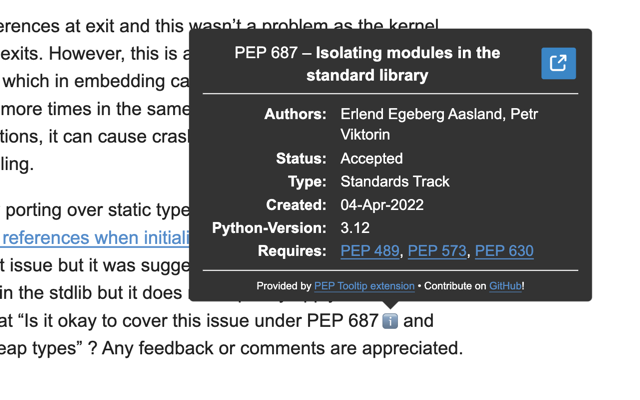 erences at exit and this wasn't a problem as the kernel
exits. However, this is a
which in embedding ca
more times in the same
tions, it can cause cras
ling.
porting over static type
references when initiali
t issue but it was sugge
in the stdlib but it does
at “Is it okay to cover this issue under PEP 687 i and
eap types” ? Any feedback or comments are appreciated.
PEP 687 – Isolating modules in the
standard library
Authors: Erlend Egeberg Aasland, Petr
Viktorin
Status: Accepted
Type: Standards Track
Created: 04-Apr-2022
Python-Version: 3.12
Requires: PEP 489, PEP 573, PEP 630
Provided by PEP Tooltip extension • Contribute on GitHub!